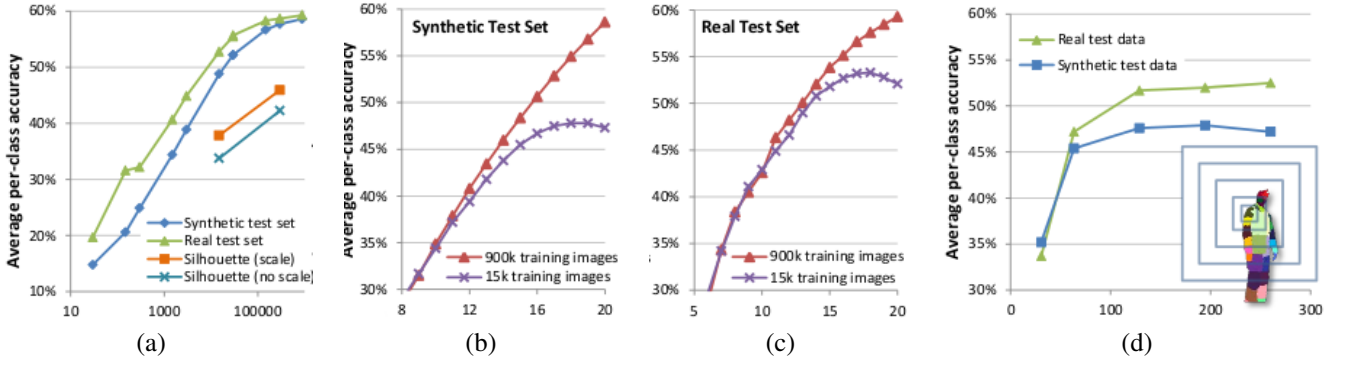 Average per-class accuracy
60%
50%
40%
30%
20%
10%
10
1000
100000
Synthetic test set
Real test set
Silhouette (scale)
Silhouette (no scale)
(a)
Average per-class accuracy
60%
55%
50%
45%
40%
35%
30%
8
12
16
20
Synthetic Test Set
900k training images
15k training images
(b)
60%
55%
50%
45%
40%
35%
30%
5
10
15
20
Real Test Set
900k training images
15k training images
(c)
Average per-class accuracy
60%
55%
50%
45%
40%
35%
30%
0
100
200
300
Real test data
Synthetic test data
(d)